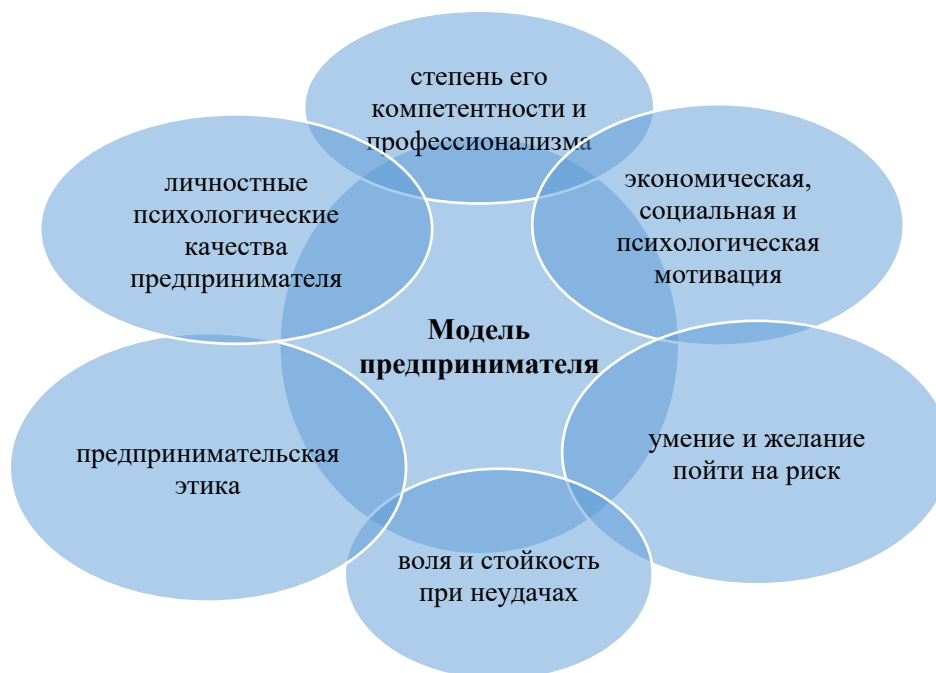 степень его
компетентности и
профессионализма
личностные
психологические
качества
предпринимателя
экономическая,
социальная и
психологическая
мотивация
Модель
предпринимателя
предпринимательская
этика
умение и желание
пойти на риск
воля и стойкость
при неудачах